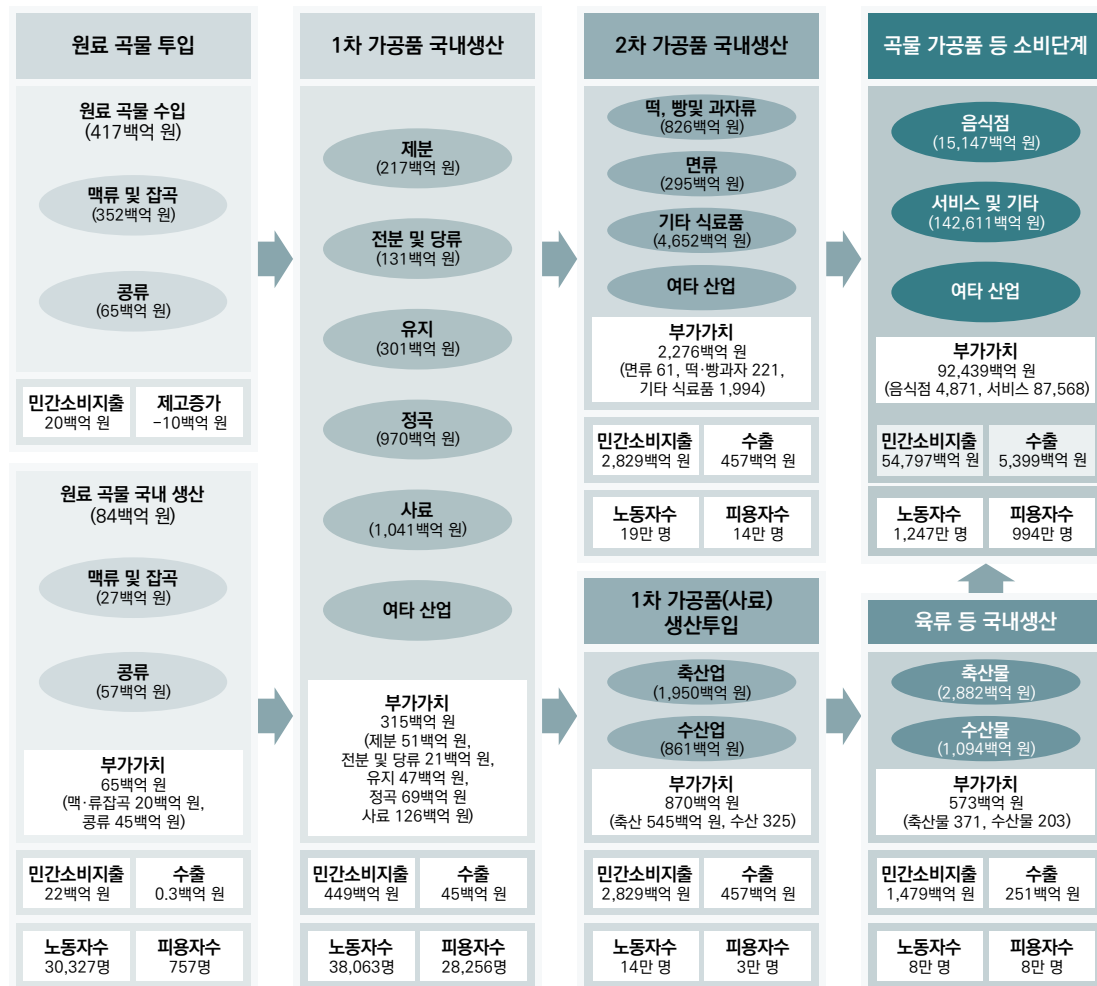 원료 곡물 투입
원료 곡물 수입
(417백억 원)
맥류 및 잡곡
(352백억 원)
콩류
(65백억 원)
민간소비지출
20백억 원
제고증가
-10백억 원
원료 곡물 국내 생산
(84백억 원)
맥류 및 잡곡
(27백억 원)
콩류
(57백억 원)
부가가치
65백억 원
(맥·류잡곡 20백억 원,
콩류 45백억 원)
민간소비지출
22백억 원
수출
0.3백억 원
노동자수
30,327명
피용자수
757명
1차 가공품 국내생산
제분
(217백억 원)
전분 및 당류
(131백억 원)
유지
(301백억 원)
정곡
(970백억 원)
사료
(1,041백억 원)
여타 산업
부가가치
315백억 원
(제분 51백억 원,
전분 및 당류 21백억 원,
유지 47백억 원,
정곡 69백억 원
사료 126백억 원)
민간소비지출
449백억 원
수출
45백억 원
노동자수
38,063명
피용자수
28,256명
2차 가공품 국내생산
떡, 빵및 과자류
(826백억 원)
면류
(295백억 원)
기타 식료품
(4,652백억 원)
여타 산업
부가가치
2,276백억 원
(면류 61, 떡·빵과자 221,
기타 식료품 1,994)
민간소비지출
2,829백억 원
수출
457백억 원
노동자수
19만 명
피용자수
14만 명
1차 가공품(사료)
생산투입
축산업
(1,950백억 원)
수산업
(861백억 원)
부가가치
870백억 원
(축산 545백억 원, 수산 325)
민간소비지출
2,829백억 원
수출
457백억 원
노동자수
14만 명
피용자수
3만 명
곡물 가공품 등 소비단계
음식점
(15,147백억 원)
서비스 및 기타
(142,611백억 원)
여타 산업
부가가치
92,439백억 원
(음식점 4,871, 서비스 87,568)
민간소비지출
54,797백억 원
수출
5,399백억 원
노동자수
1,247만 명
피용자수
994만 명
육류 등 국내생산
축산물
(2,882백억 원)
수산물
(1,094백억 원)
부가가치
573백억 원
(축산물 371, 수산물 203)
민간소비지출
1,479백억 원
수출
251백억 원
노동자수
8만 명
피용자수
8만 명